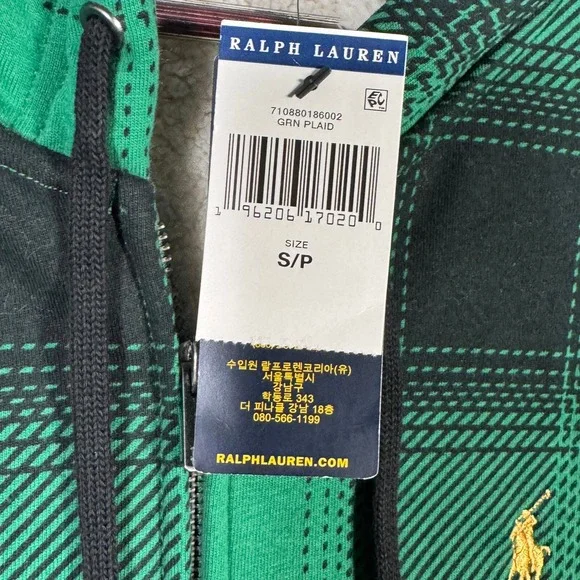 RALPH LAUREN
710880186002
GRN PLAID
1 96206 17020 0
SIZE
S/P
수입원 랄프로렌코리아(유)
서울특별시
강남구
학동로 343
더 피나클 강남 18층
080-566-1199
RALPHLAUREN.COM